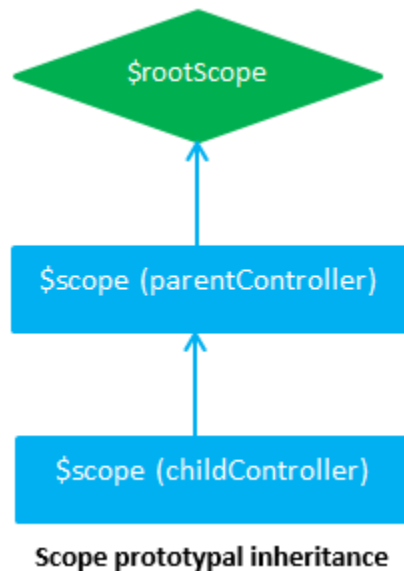 $rootScope
$scope (parentController)
$scope (childController)
Scope prototypal inheritance